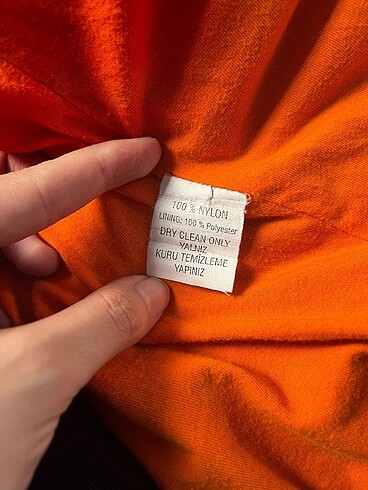 100 % NYLON
LINING: 100 % Polyester
DRY CLEAN ONLY
YALNIZ
KURU TEMİZLEME
YAPINIZ